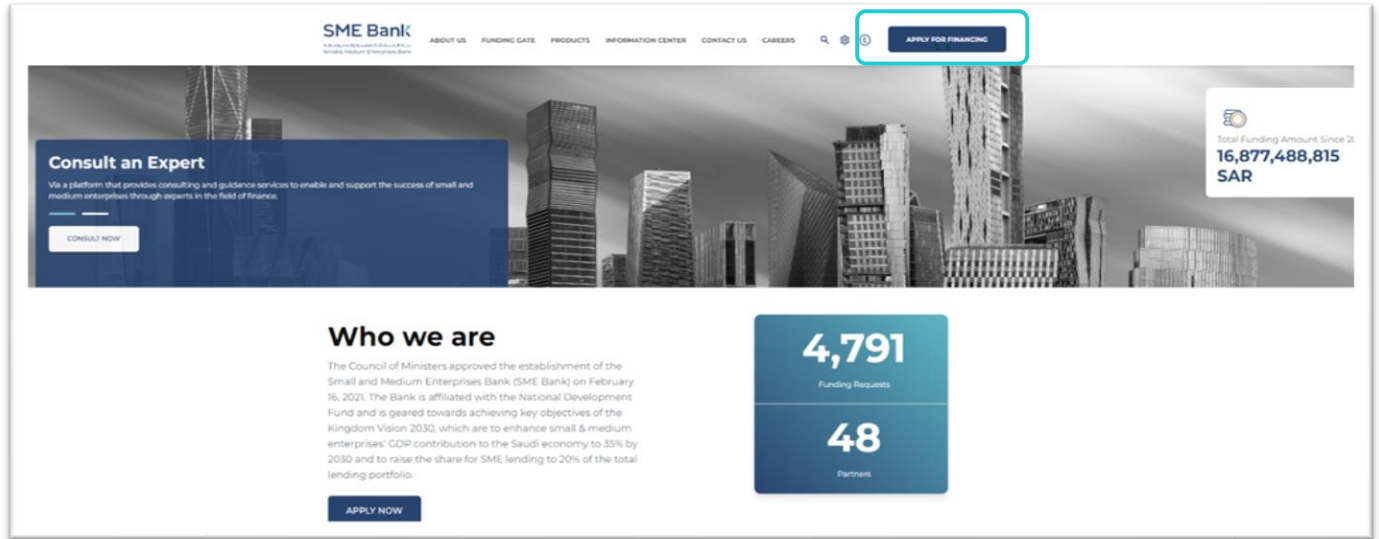 SME Bank
Small & Medium Enterprises Bank
ABOUT US FUNDING GATE PRODUCTS INFORMATION CENTER CONTACT US CAREERS
APPLY FOR FINANCING
Consult an Expert
Via a platform that provides consulting and guidance services to enable and support the success of small and
medium enterprises through experts in the field of finance.
CONSULT NOW
Total Funding Amount Since
16,877,488,815
SAR
Who we are
The Council of Ministers approved the establishment of the
Small and Medium Enterprises Bank (SME Bank) on February
16, 2021. The Bank is affiliated with the National Development
Fund and is geared towards achieving key objectives of the
Kingdom Vision 2030, which are to enhance small & medium
enterprises' GDP contribution to the Saudi economy to 35% by
2030 and to raise the share for SME lending to 20% of the total
lending portfolio.
APPLY NOW
4,791
Funding Requests
48
Partners